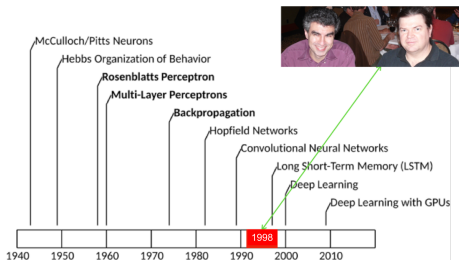 McCulloch/Pitts Neurons
Hebbs Organization of Behavior
Rosenblatts Perceptron
Multi-Layer Perceptrons
Backpropagation
Hopfield Networks
Convolutional Neural Networks
Long Short-Term Memory (LSTM)
Deep Learning
Deep Learning with GPUs
1998
1940 1950 1960 1970 1980 1990 2000 2010